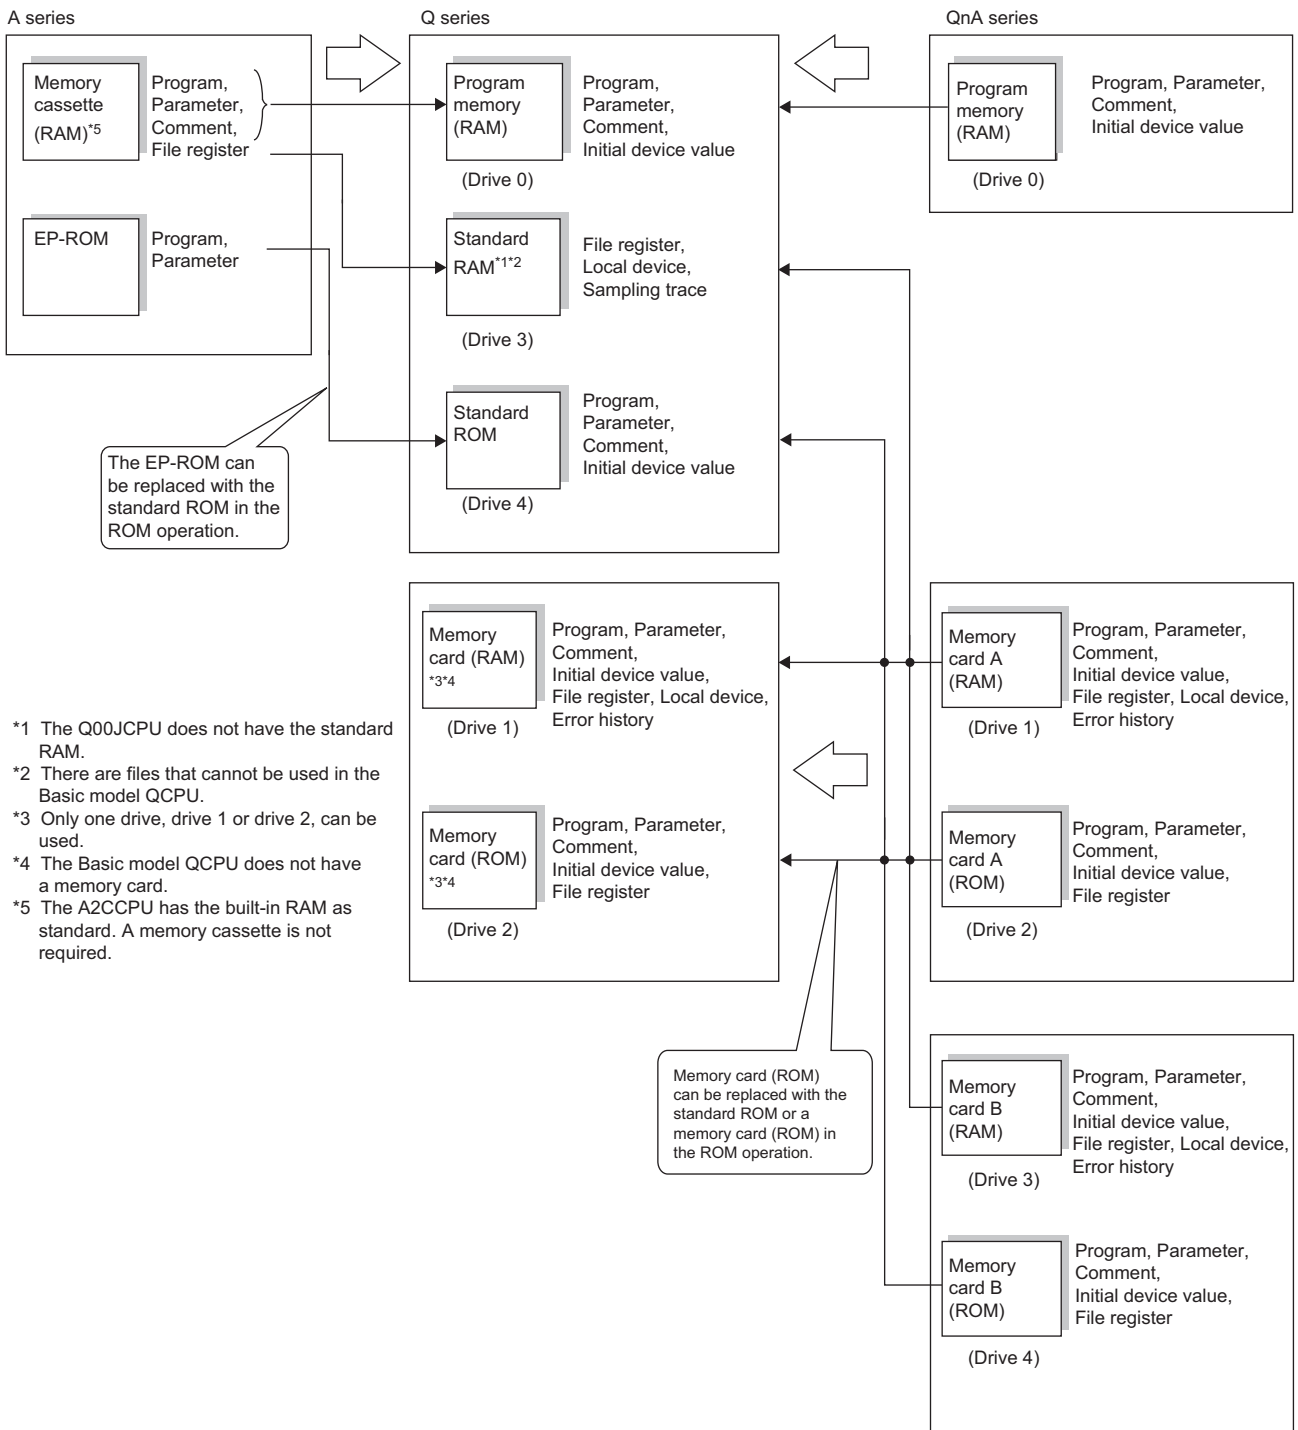 A series
Memory
cassette
(RAM)*5
Program,
Parameter,
Comment,
File register
EP-ROM
Program,
Parameter
The EP-ROM can
be replaced with the
standard ROM in the
ROM operation.
Q series
Program
memory
(RAM)
(Drive 0)
Program,
Parameter,
Comment,
Initial device value
Standard
RAM*1*2
(Drive 3)
File register,
Local device,
Sampling trace
Standard
ROM
(Drive 4)
Program,
Parameter,
Comment,
Initial device value
QnA series
Program
memory
(RAM)
(Drive 0)
Program, Parameter,
Comment,
Initial device value
Memory
card (RAM)
*3*4
(Drive 1)
Program, Parameter,
Comment,
Initial device value,
File register, Local device,
Error history
Memory
card (ROM)
*3*4
(Drive 2)
Program, Parameter,
Comment,
Initial device value,
File register
Memory
card A
(RAM)
(Drive 1)
Program, Parameter,
Comment,
Initial device value,
File register, Local device,
Error history
Memory
card A
(ROM)
(Drive 2)
Program, Parameter,
Comment,
Initial device value,
File register
*1 The Q00JCPU does not have the standard
RAM.
*2 There are files that cannot be used in the
Basic model QCPU.
*3 Only one drive, drive 1 or drive 2, can be
used.
*4 The Basic model QCPU does not have
a memory card.
*5 The A2CCPU has the built-in RAM as
standard. A memory cassette is not
required.
Memory card (ROM)
can be replaced with the
standard ROM or a
memory card (ROM) in
the ROM operation.
Memory
card B
(RAM)
(Drive 3)
Program, Parameter,
Comment,
Initial device value,
File register, Local device,
Error history
Memory
card B
(ROM)
(Drive 4)
Program, Parameter,
Comment,
Initial device value,
File register